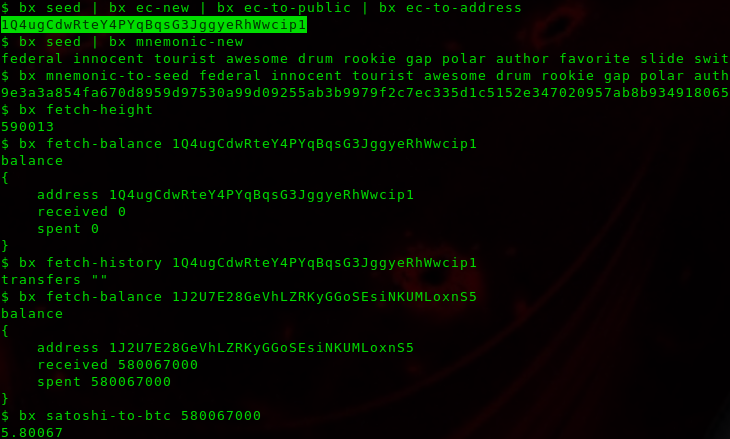 $ bx seed | bx ec-new | bx ec-to-public | bx ec-to-address
1Q4ugCdwRteY4PYqBqsG3JggyeRhWwcip1
$ bx seed | bx mnemonic-new
federal innocent tourist awesome drum rookie gap polar author favorite slide swit
$ bx mnemonic-to-seed federal innocent tourist awesome drum rookie gap polar auth
9e3a3a854fa670d8959d97530a99d09255ab3b9979f2c7ec335d1c5152e347020957ab8b934918065
$ bx fetch-height
590013
$ bx fetch-balance 1Q4ugCdwRteY4PYqBqsG3JggyeRhWwcip1
balance
{
    address 1Q4ugCdwRteY4PYqBqsG3JggyeRhWwcip1
    received 0
    spent 0
}
$ bx fetch-history 1Q4ugCdwRteY4PYqBqsG3JggyeRhWwcip1
transfers ""
$ bx fetch-balance 1J2U7E28GeVhLZRKyGGoSEsiNKUMLoxnS5
balance
{
    address 1J2U7E28GeVhLZRKyGGoSEsiNKUMLoxnS5
    received 580067000
    spent 580067000
}
$ bx satoshi-to-btc 580067000
5.80067